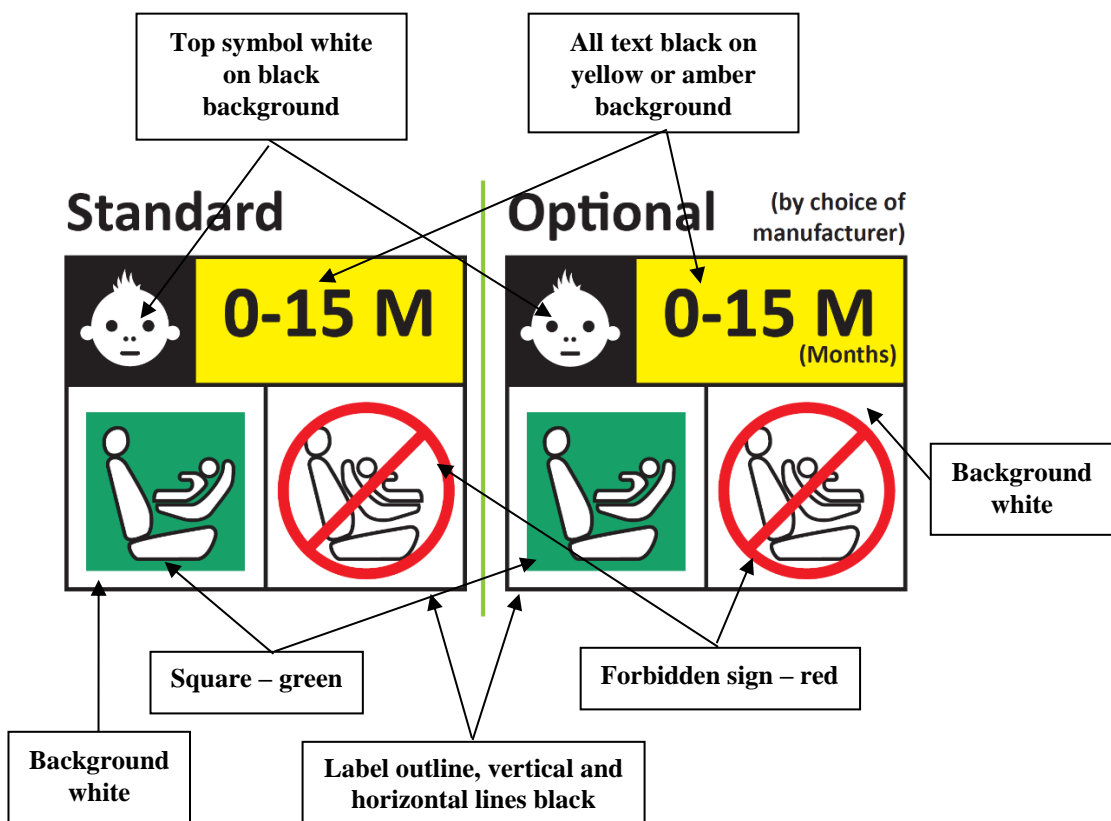 Top symbol white
on black
background
All text black on
yellow or amber
background
Standard
Optional
(by choice of
manufacturer)
0-15 M
0-15 M
(Months)
Background
white
Square – green
Forbidden sign – red
Background
white
Label outline, vertical and
horizontal lines black